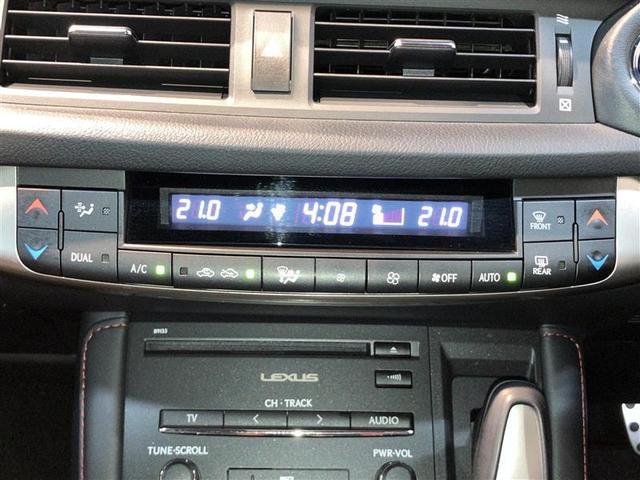 21.0 4:08 21.0
FRONT
DUAL A/C OFF AUTO REAR
LEXUS
CH · TRACK
TV < > AUDIO
TUNE·SCROLL PWR·VOL